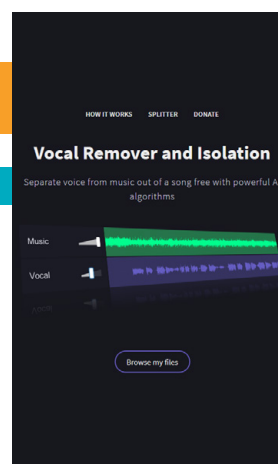 HOW IT WORKS SPLITTER DONATE
Vocal Remover and Isolation
Separate voice from music out of a song free with powerful A
algorithms
Music
Vocal
Browse my files